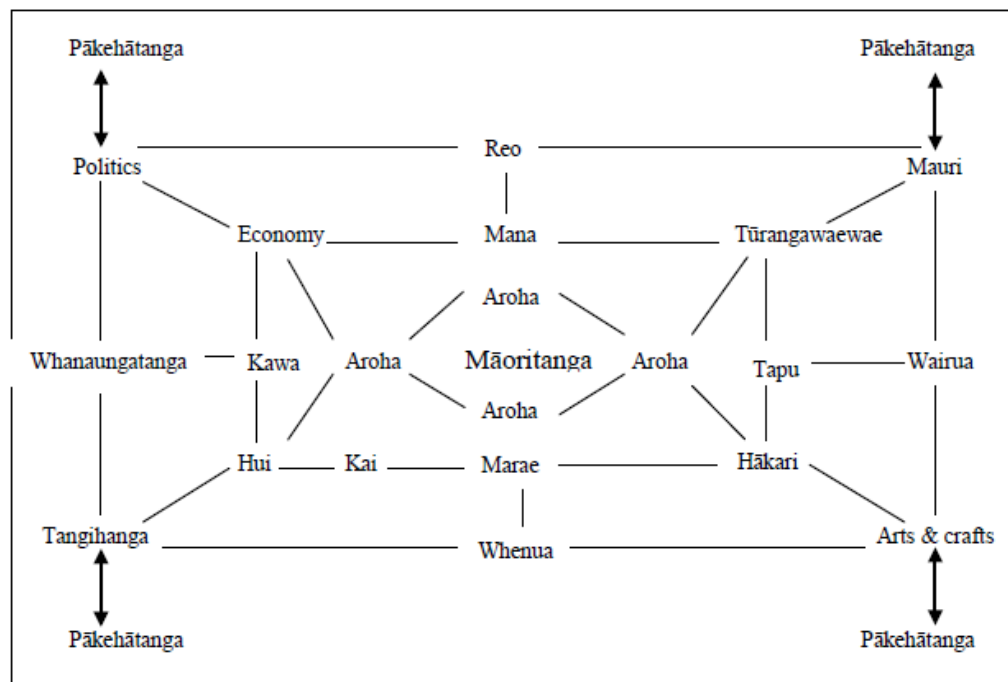 Pākehātanga Pākehātanga
Reo
Politics Mauri
Economy Mana Tūrangawaewae
Aroha
Whanaungatanga Kawa Aroha Māoritanga Aroha Tapu Wairua
Aroha
Hui Kai Marae Hākari
Tangihanga Whenua Arts & crafts
Pākehātanga Pākehātanga